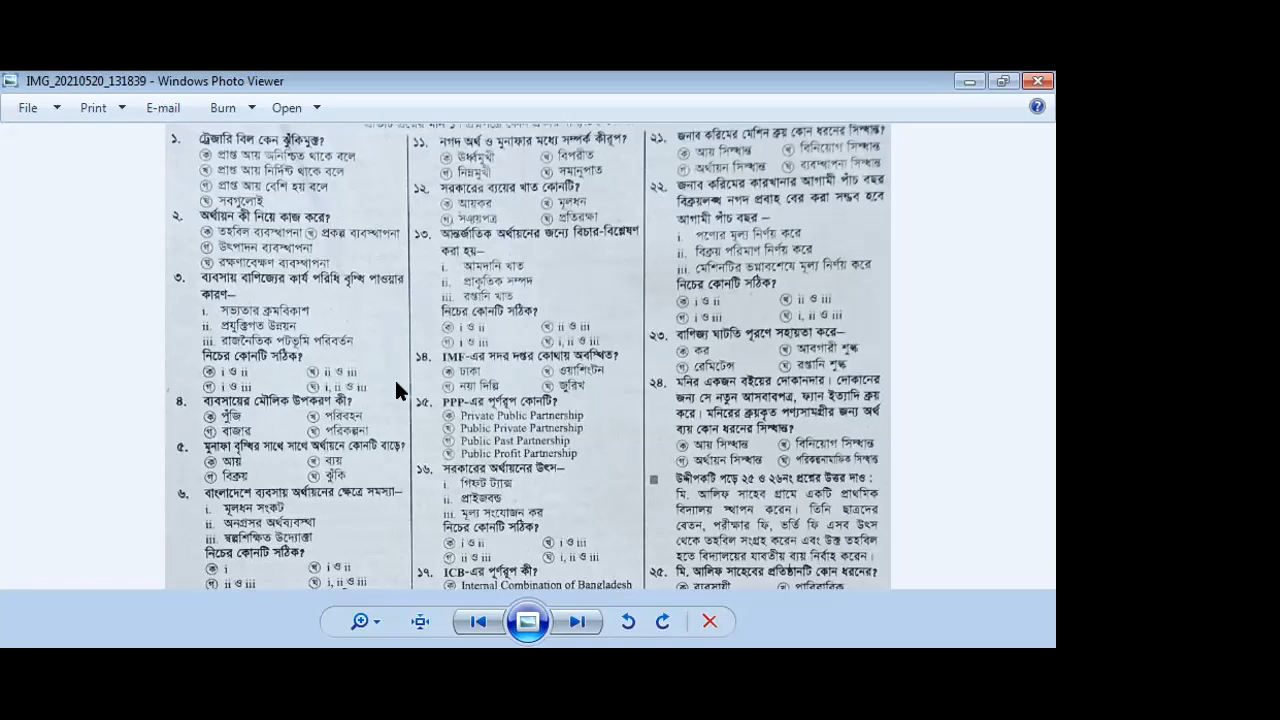 IMG_20210520_131839 - Windows Photo Viewer
File Print E-mail Burn Open
১. ট্রেজারি বিল কেন ঝুঁকিমুক্ত?
ক প্রাপ্ত আয় অনিশ্চিত থাকে বলে
খ প্রাপ্ত আয় নির্দিষ্ট থাকে বলে
গ প্রাপ্ত আয় বেশি হয় বলে
ঘ সবগুলোই
২. অর্থায়ন কী নিয়ে কাজ করে?
ক তহবিল ব্যবস্থাপনা খ প্রকল্প ব্যবস্থাপনা
গ উৎপাদন ব্যবস্থাপনা
ঘ রক্ষণাবেক্ষণ ব্যবস্থাপনা
৩. ব্যবসায় বাণিজ্যের কার্য পরিধি বৃদ্ধি পাওয়ার
কারণ—
i. সভ্যতার ক্রমবিকাশ
ii. প্রযুক্তিগত উন্নয়ন
iii. রাজনৈতিক পটভূমি পরিবর্তন
নিচের কোনটি সঠিক?
ক i ও ii খ ii ও iii
গ i ও iii ঘ i, ii ও iii
৪. ব্যবসায়ের মৌলিক উপকরণ কী?
ক পুঁজি খ পরিবহন
গ বাজার ঘ পরিকল্পনা
৫. মুনাফা বৃদ্ধির সাথে সাথে অর্থায়নে কোনটি বাড়ে?
ক আয় খ ব্যয়
গ বিক্রয় ঘ ঝুঁকি
৬. বাংলাদেশে ব্যবসায় অর্থায়নের ক্ষেত্রে সমস্যা—
i. মূলধন সংকট
ii. অনগ্রসর অর্থব্যবস্থা
iii. স্বল্পশিক্ষিত উদ্যোক্তা
নিচের কোনটি সঠিক?
ক i খ i ও ii
গ ii ও iii ঘ i, ii ও iii
১১. নগদ অর্থ ও মুনাফার মধ্যে সম্পর্ক কীরূপ?
ক ঊর্ধ্বমুখী খ বিপরীত
গ নিম্নমুখী ঘ সমানুপাত
১২. সরকারের ব্যয়ের খাত কোনটি?
ক আয়কর খ মূলধন
গ সঞ্চয়পত্র ঘ প্রতিরক্ষা
১৩. আন্তর্জাতিক অর্থায়নের জন্যে বিচার-বিশ্লেষণ
করা হয়—
i. আমদানি খাত
ii. প্রাকৃতিক সম্পদ
iii. রপ্তানি খাত
নিচের কোনটি সঠিক?
ক i ও ii খ ii ও iii
গ i ও iii ঘ i, ii ও iii
১৪. IMF-এর সদর দপ্তর কোথায় অবস্থিত?
ক ঢাকা খ ওয়াশিংটন
গ নয়া দিল্লি ঘ জুরিখ
১৫. PPP-এর পূর্ণরূপ কোনটি?
ক Private Public Partnership
খ Public Private Partnership
গ Public Past Partnership
ঘ Public Profit Partnership
১৬. সরকারের অর্থায়নের উৎস—
i. গিফট ট্যাক্স
ii. প্রাইজবন্ড
iii. মূল্য সংযোজন কর
নিচের কোনটি সঠিক?
ক i ও ii খ i ও iii
গ ii ও iii ঘ i, ii ও iii
১৭. ICB-এর পূর্ণরূপ কী?
ক Internal Combination of Bangladesh
২১. জনাব করিমের মেশিন ক্রয় কোন ধরনের সিদ্ধান্ত?
ক আয় সিদ্ধান্ত খ বিনিয়োগ সিদ্ধান্ত
গ অর্থায়ন সিদ্ধান্ত ঘ ব্যবস্থাপনা সিদ্ধান্ত
২২. জনাব করিমের কারখানার আগামী পাঁচ বছর
বিক্রয়লব্ধ নগদ প্রবাহ বের করা সম্ভব হবে
আগামী পাঁচ বছর –
i. পণ্যের মূল্য নির্ণয় করে
ii. বিক্রয় পরিমাণ নির্ণয় করে
iii. মেশিনটির ভগ্নাবশেষে মূল্য নির্ণয় করে
নিচের কোনটি সঠিক?
ক i ও ii খ ii ও iii
গ i ও iii ঘ i, ii ও iii
২৩. বাণিজ্য ঘাটতি পূরণে সহায়তা করে—
ক কর খ আবগারী শুল্ক
গ রেমিটেন্স ঘ রপ্তানি শুল্ক
২৪. মনির একজন বইয়ের দোকানদার। দোকানের
জন্য সে নতুন আসবাবপত্র, ফ্যান ইত্যাদি ক্রয়
করে। মনিরের ক্রয়কৃত পণ্যসামগ্রীর জন্য অর্থ
ব্যয় কোন ধরনের সিদ্ধান্ত?
ক আয় সিদ্ধান্ত খ বিনিয়োগ সিদ্ধান্ত
গ অর্থায়ন সিদ্ধান্ত ঘ পরিকল্পনামাফিক সিদ্ধান্ত
উদ্দীপকটি পড়ে ২৫ ও ২৬নং প্রশ্নের উত্তর দাও :
মি. আলিফ সাহেব গ্রামে একটি প্রাথমিক
বিদ্যালয় স্থাপন করেন। তিনি ছাত্রদের
বেতন, পরীক্ষার ফি, ভর্তি ফি এসব উৎস
থেকে তহবিল সংগ্রহ করেন এবং উক্ত তহবিল
হতে বিদ্যালয়ের যাবতীয় ব্যয় নির্বাহ করেন।
২৫. মি. আলিফ সাহেবের প্রতিষ্ঠানটি কোন ধরনের?
ক ব্যবসায়ী খ পারিবারিক